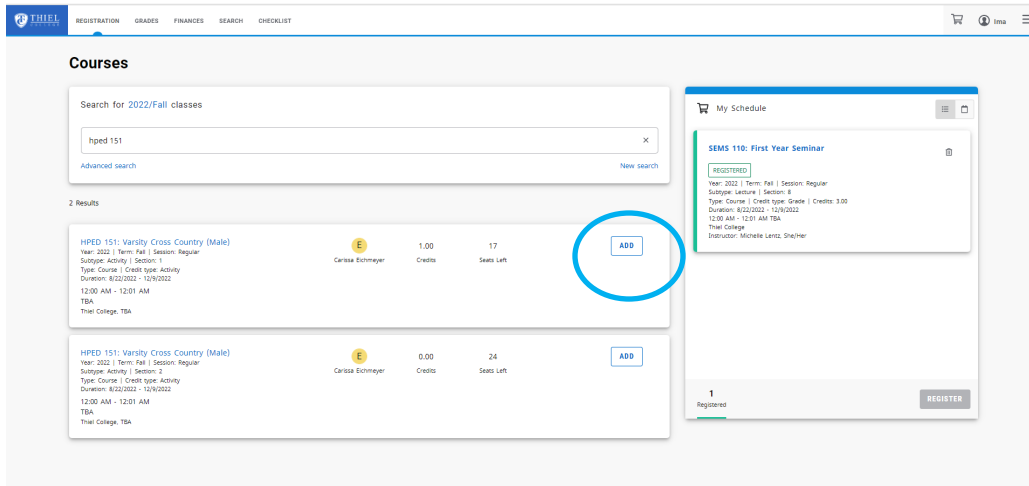 THIEL
COLLEGE
REGISTRATION GRADES FINANCES SEARCH CHECKLIST
Ima
Courses
Search for 2022/Fall classes
hped 151
Advanced search
New search
2 Results
HPED 151: Varsity Cross Country (Male)
Year: 2022 | Term: Fall | Session: Regular
Subtype: Activity | Section: 1
Type: Course | Credit type: Activity
Duration: 8/22/2022 - 12/9/2022
12:00 AM - 12:01 AM
TBA
Thiel College, TBA
E
Carissa Eichmeyer
1.00
Credits
17
Seats Left
ADD
HPED 151: Varsity Cross Country (Male)
Year: 2022 | Term: Fall | Session: Regular
Subtype: Activity | Section: 2
Type: Course | Credit type: Activity
Duration: 8/22/2022 - 12/9/2022
12:00 AM - 12:01 AM
TBA
Thiel College, TBA
E
Carissa Eichmeyer
0.00
Credits
24
Seats Left
ADD
My Schedule
SEMS 110: First Year Seminar
REGISTERED
Year: 2022 | Term: Fall | Session: Regular
Subtype: Lecture | Section: 8
Type: Course | Credit type: Grade | Credits: 3.00
Duration: 8/22/2022 - 12/9/2022
12:00 AM - 12:01 AM TBA
Thiel College
Instructor: Michelle Lentz, She/Her
1
Registered
REGISTER